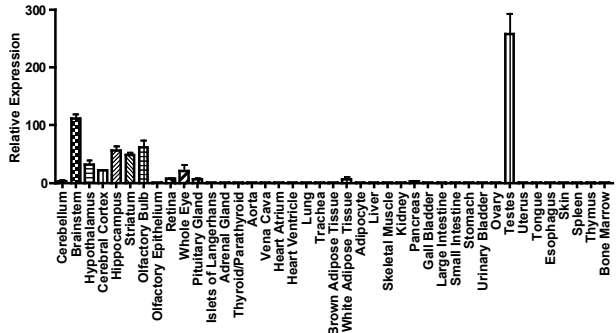 Relative Expression
300
200
100
0
Cerebellum
Brainstem
Hypothalamus
Cerebral Cortex
Hippocampus
Striatum
Olfactory Bulb
Olfactory Epithelium
Retina
Whole Eye
Pituitary Gland
Islets of Langerhans
Adrenal Gland
Thyroid/Parathyroid
Aorta
Vena Cava
Heart Atrium
Heart Ventricle
Lung
Trachea
Brown Adipose Tissue
White Adipose Tissue
Adipocyte
Liver
Skeletal Muscle
Kidney
Pancreas
Gall Bladder
Large Intestine
Small Intestine
Stomach
Urinary Bladder
Ovary
Testes
Uterus
Tongue
Esophagus
Skin
Spleen
Thymus
Bone Marrow